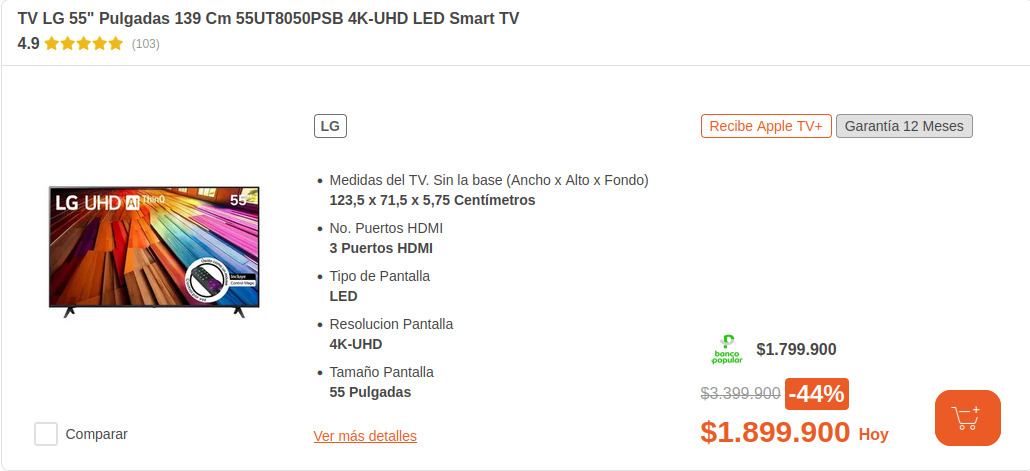 TV LG 55" Pulgadas 139 Cm 55UT8050PSB 4K-UHD LED Smart TV
4.9
(103)
LG
Recibe Apple TV+
Garantía 12 Meses
LG UHD AI ThinQ
55"
Incluye
Control Magic
Medidas del TV. Sin la base (Ancho x Alto x Fondo)
123,5 x 71,5 x 5,75 Centímetros
No. Puertos HDMI
3 Puertos HDMI
Tipo de Pantalla
LED
Resolucion Pantalla
4K-UHD
Tamaño Pantalla
55 Pulgadas
Ver más detalles
Comparar
banco
popular
$1.799.900
$3.399.900
-44%
$1.899.900 Hoy